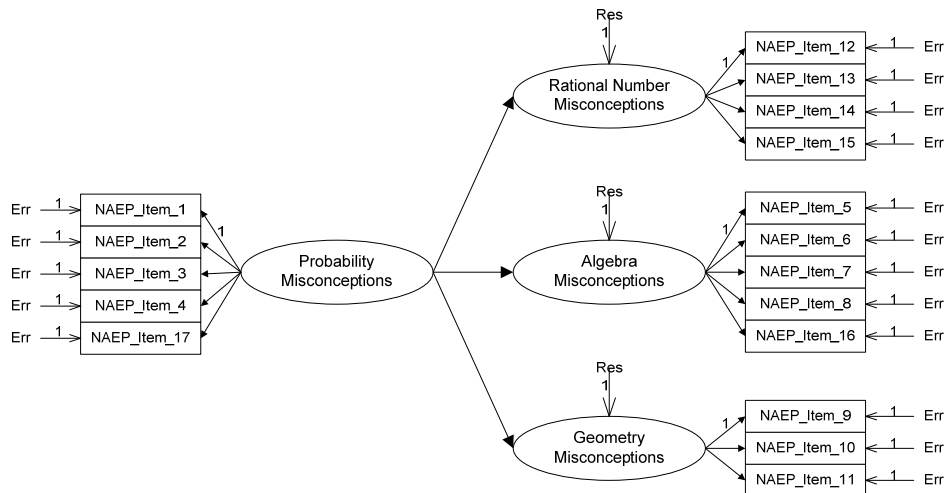 Res
1
Rational Number
Misconceptions
1
NAEP_Item_12
1
Err
NAEP_Item_13
1
Err
NAEP_Item_14
1
Err
NAEP_Item_15
1
Err
Err
1
NAEP_Item_1
Err
1
NAEP_Item_2
Err
1
NAEP_Item_3
Err
1
NAEP_Item_4
Err
1
NAEP_Item_17
1
Probability
Misconceptions
Res
1
Algebra
Misconceptions
1
NAEP_Item_5
1
Err
NAEP_Item_6
1
Err
NAEP_Item_7
1
Err
NAEP_Item_8
1
Err
NAEP_Item_16
1
Err
Res
1
Geometry
Misconceptions
1
NAEP_Item_9
1
Err
NAEP_Item_10
1
Err
NAEP_Item_11
1
Err